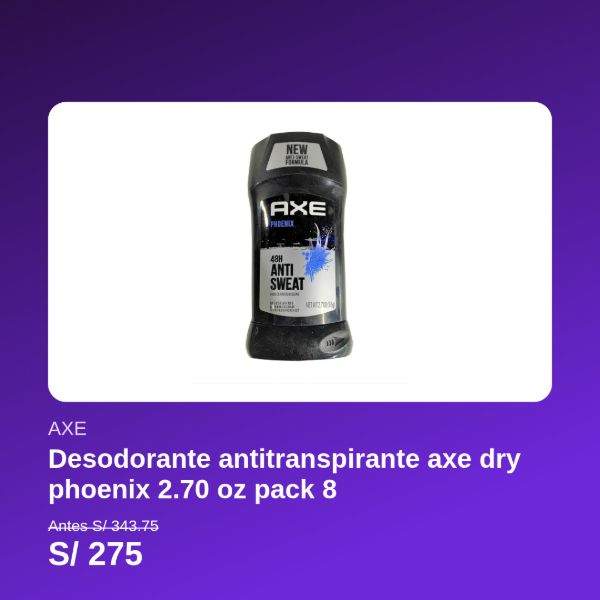 NEW
ANTI SWEAT
FORMULA
AXE
PHOENIX
48H
ANTI
SWEAT
AXE
Desodorante antitranspirante axe dry
phoenix 2.70 oz pack 8
Antes S/ 343.75
S/ 275